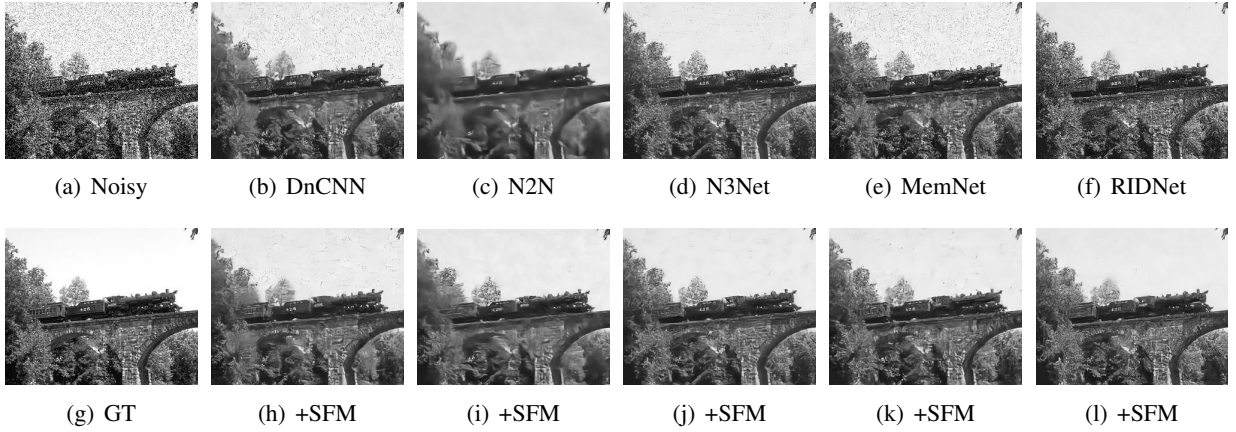 (a) Noisy (b) DnCNN (c) N2N (d) N3Net (e) MemNet (f) RIDNet
(g) GT (h) +SFM (i) +SFM (j) +SFM (k) +SFM (l) +SFM